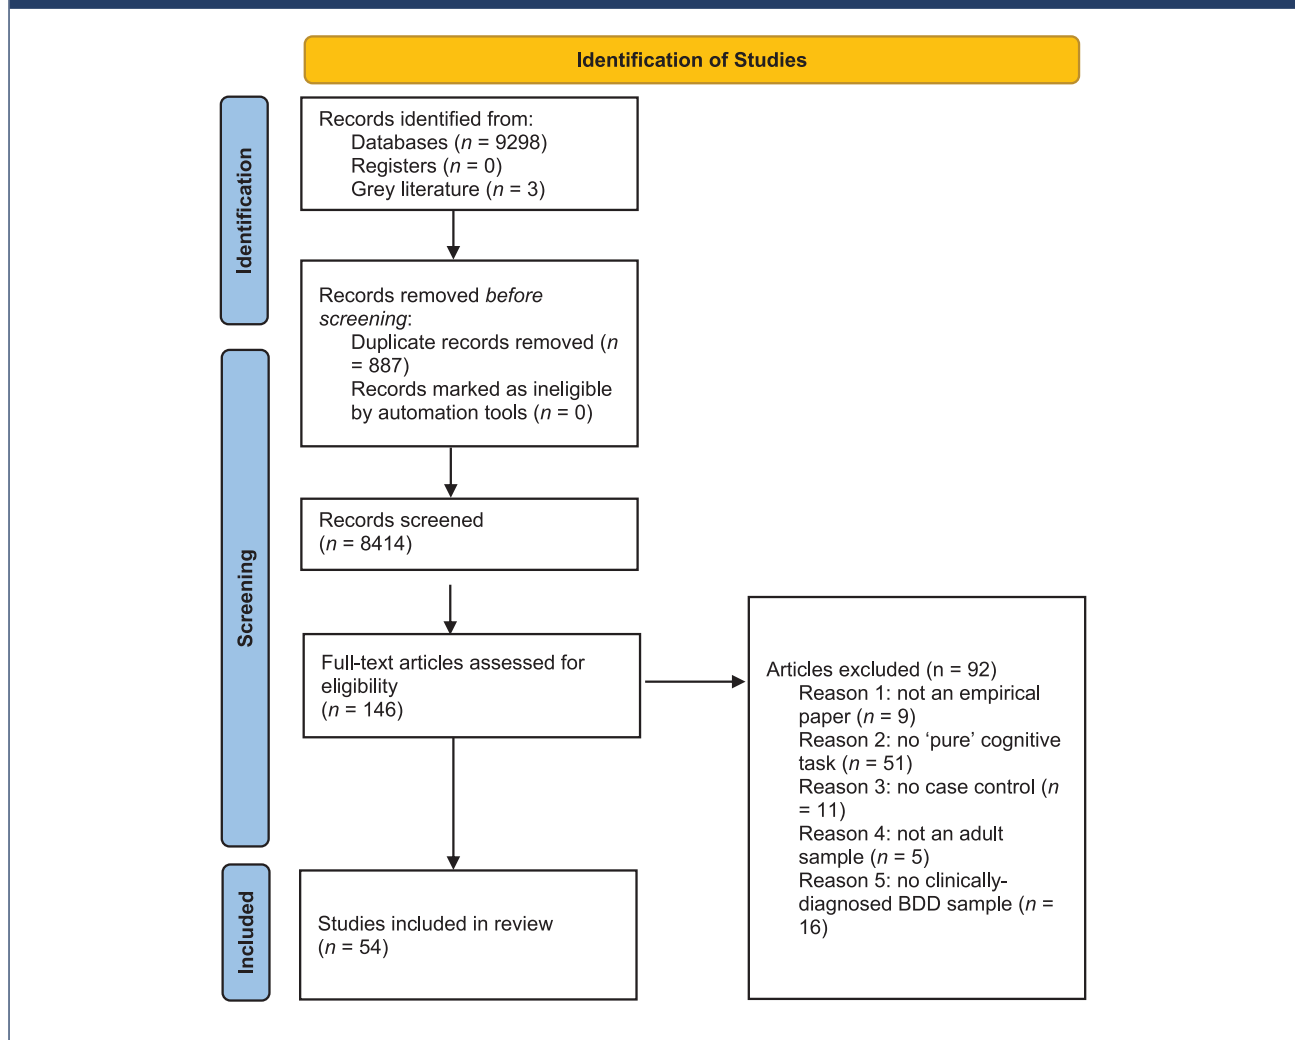 Identification of Studies
Identification
Records identified from:
Databases (n = 9298)
Registers (n = 0)
Grey literature (n = 3)
Records removed before
screening:
Duplicate records removed (n
= 887)
Records marked as ineligible
by automation tools (n = 0)
Screening
Records screened
(n = 8414)
Full-text articles assessed for
eligibility
(n = 146)
Articles excluded (n = 92)
Reason 1: not an empirical
paper (n = 9)
Reason 2: no ‘pure’ cognitive
task (n = 51)
Reason 3: no case control (n
= 11)
Reason 4: not an adult
sample (n = 5)
Reason 5: no clinically-
diagnosed BDD sample (n =
16)
Included
Studies included in review
(n = 54)